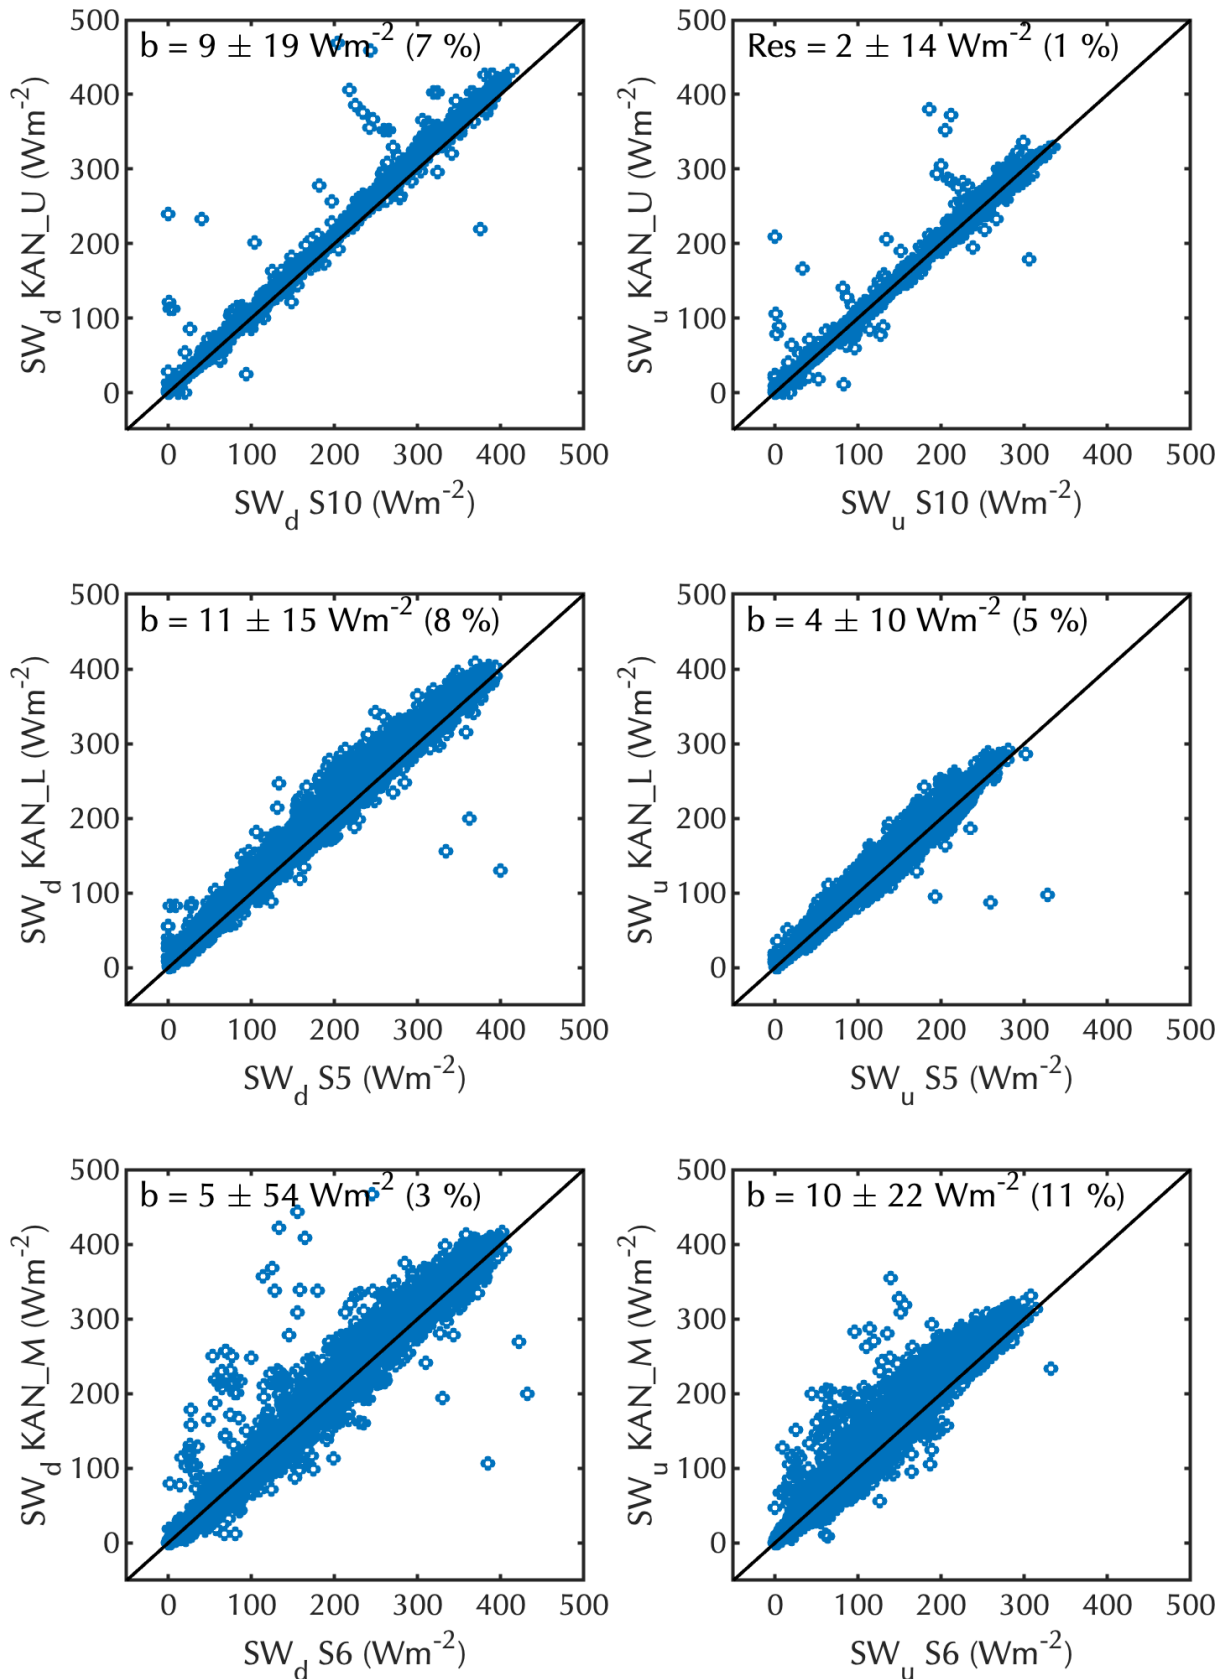 b = 9 ± 19 Wm-2 (7 %)
500
400
300
200
100
0
SWd KAN_U (Wm-2)
0 100 200 300 400 500
SWd S10 (Wm-2)
Res = 2 ± 14 Wm-2 (1 %)
500
400
300
200
100
0
SWu KAN_U (Wm-2)
0 100 200 300 400 500
SWu S10 (Wm-2)
b = 11 ± 15 Wm-2 (8 %)
500
400
300
200
100
0
SWd KAN_L (Wm-2)
0 100 200 300 400 500
SWd S5 (Wm-2)
b = 4 ± 10 Wm-2 (5 %)
500
400
300
200
100
0
SWu KAN_L (Wm-2)
0 100 200 300 400 500
SWu S5 (Wm-2)
b = 5 ± 54 Wm-2 (3 %)
500
400
300
200
100
0
SWd KAN_M (Wm-2)
0 100 200 300 400 500
SWd S6 (Wm-2)
b = 10 ± 22 Wm-2 (11 %)
500
400
300
200
100
0
SWu KAN_M (Wm-2)
0 100 200 300 400 500
SWu S6 (Wm-2)